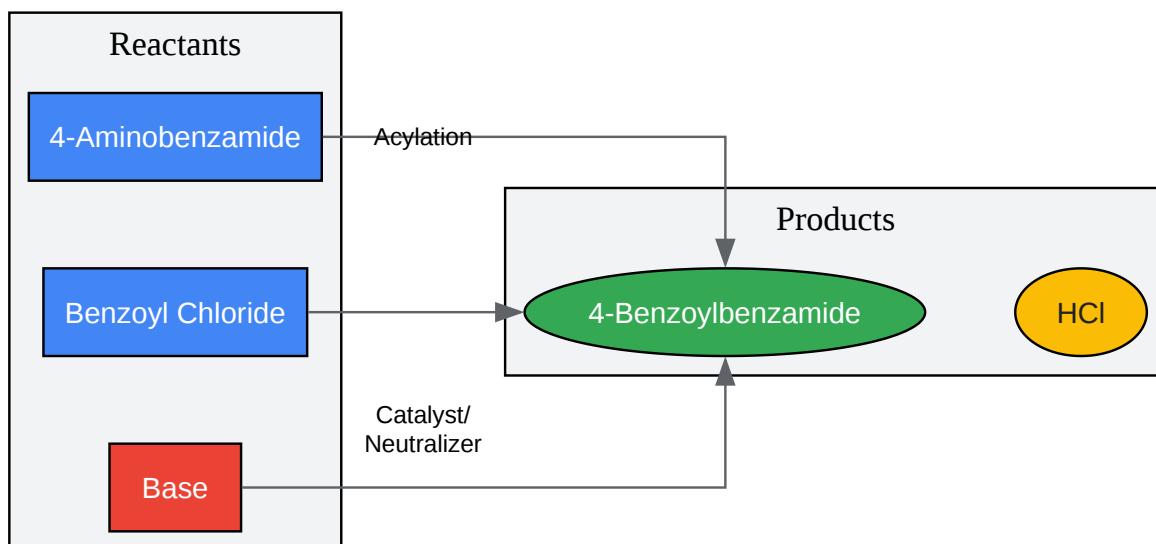 Reactants
4-Aminobenzamide
Acylation
Products
Benzoyl Chloride
4-Benzoylbenzamide
HCl
Catalyst/
Neutralizer
Base